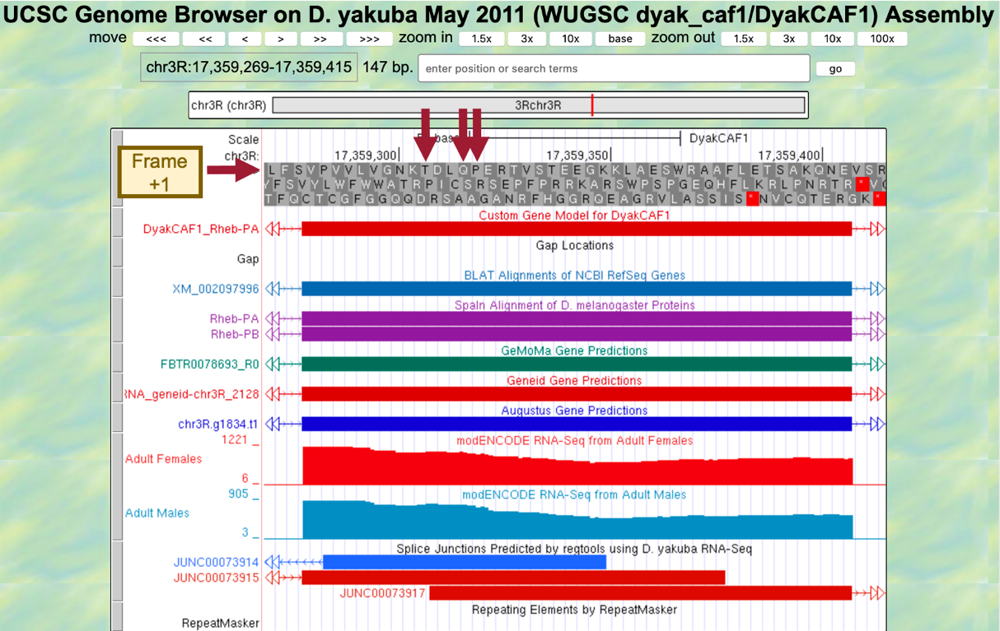 UCSC Genome Browser on D. yakuba May 2011 (WUGSC dyak_caf1/DyakCAF1) Assembly
move <<< << < > >> >>> zoom in 1.5x 3x 10x base zoom out 1.5x 3x 10x 100x
chr3R:17,359,269-17,359,415 147 bp. enter position or search terms go
chr3R (chr3R) 3Rchr3R
Scale DyakCAF1
chr3R: 17,359,300 17,359,350 17,359,400
Frame
+1
L F S V P V V L V G N K T D L Q P E R T V S T E E G K K L A E S W R A A F L E T S A K Q N E V S R
F S V Y L W F W W A T R P I C S R S E P F P R R K A R S W P S P G E Q H F L K R L P N R T R * V
T F Q C T C G F G G Q Q D R S A A G A N R F H G G R Q E A G R V L A S S I S * N V C Q T E R G K *
Custom Gene Model for DyakCAF1
DyakCAF1_Rheb-PA
Gap Locations
Gap
BLAT Alignments of NCBI RefSeq Genes
XM_002097996
Spaln Alignment of D. melanogaster Proteins
Rheb-PA
Rheb-PB
GeMoMa Gene Predictions
FBTR0078693_R0
Geneid Gene Predictions
NA_geneid-chr3R_2128
Augustus Gene Predictions
chr3R.g1834.t1
1221 _ modENCODE RNA-Seq from Adult Females
Adult Females
6 _
905 _ modENCODE RNA-Seq from Adult Males
Adult Males
3 _
Splice Junctions Predicted by regtools using D. yakuba RNA-Seq
JUNC00073914
JUNC00073915
JUNC00073917
Repeating Elements by RepeatMasker
RepeatMasker